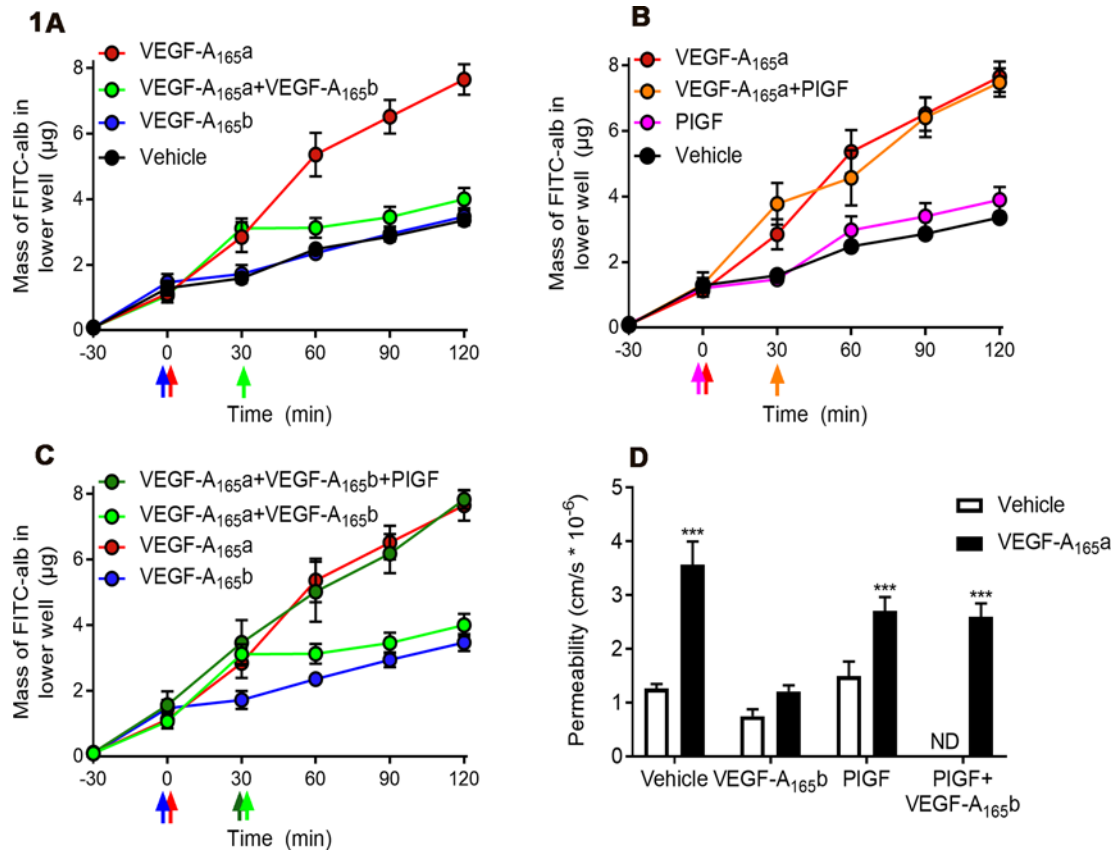 1A
VEGF-A165a
VEGF-A165a+VEGF-A165b
VEGF-A165b
Vehicle
Mass of FITC-alb in
lower well (µg)
8
6
4
2
0
-30 0 30 60 90 120
Time (min)
B
VEGF-A165a
VEGF-A165a+PlGF
PlGF
Vehicle
Mass of FITC-alb in
lower well (µg)
8
6
4
2
0
-30 0 30 60 90 120
Time (min)
C
VEGF-A165a+VEGF-A165b+PlGF
VEGF-A165a+VEGF-A165b
VEGF-A165a
VEGF-A165b
Mass of FITC-alb in
lower well (µg)
8
6
4
2
0
-30 0 30 60 90 120
Time (min)
D
Vehicle
VEGF-A165a
Permeability (cm/s * 10-6)
5
4
3
2
1
0
***
***
***
ND
Vehicle VEGF-A165b PlGF PlGF+
VEGF-A165b